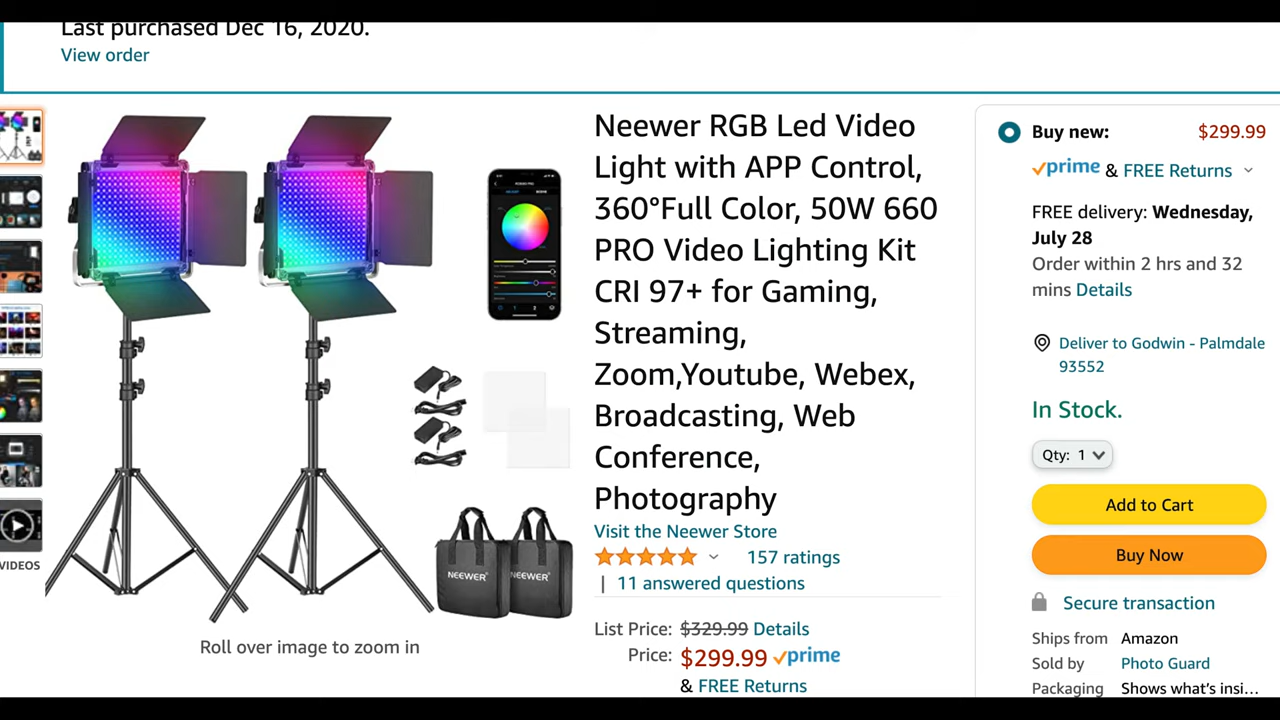 Last purchased Dec 16, 2020.
View order
Neewer RGB Led Video
Light with APP Control,
360°Full Color, 50W 660
PRO Video Lighting Kit
CRI 97+ for Gaming,
Streaming,
Zoom,Youtube, Webex,
Broadcasting, Web
Conference,
Photography
Visit the Neewer Store
157 ratings
| 11 answered questions
List Price: $329.99 Details
Price: $299.99 prime
& FREE Returns
NEEWER
NEEWER
VIDEOS
Roll over image to zoom in
Buy new: $299.99
prime & FREE Returns
FREE delivery: Wednesday,
July 28
Order within 2 hrs and 32
mins Details
Deliver to Godwin - Palmdale
93552
In Stock.
Qty: 1
Add to Cart
Buy Now
Secure transaction
Ships from Amazon
Sold by Photo Guard
Packaging Shows what's insi...